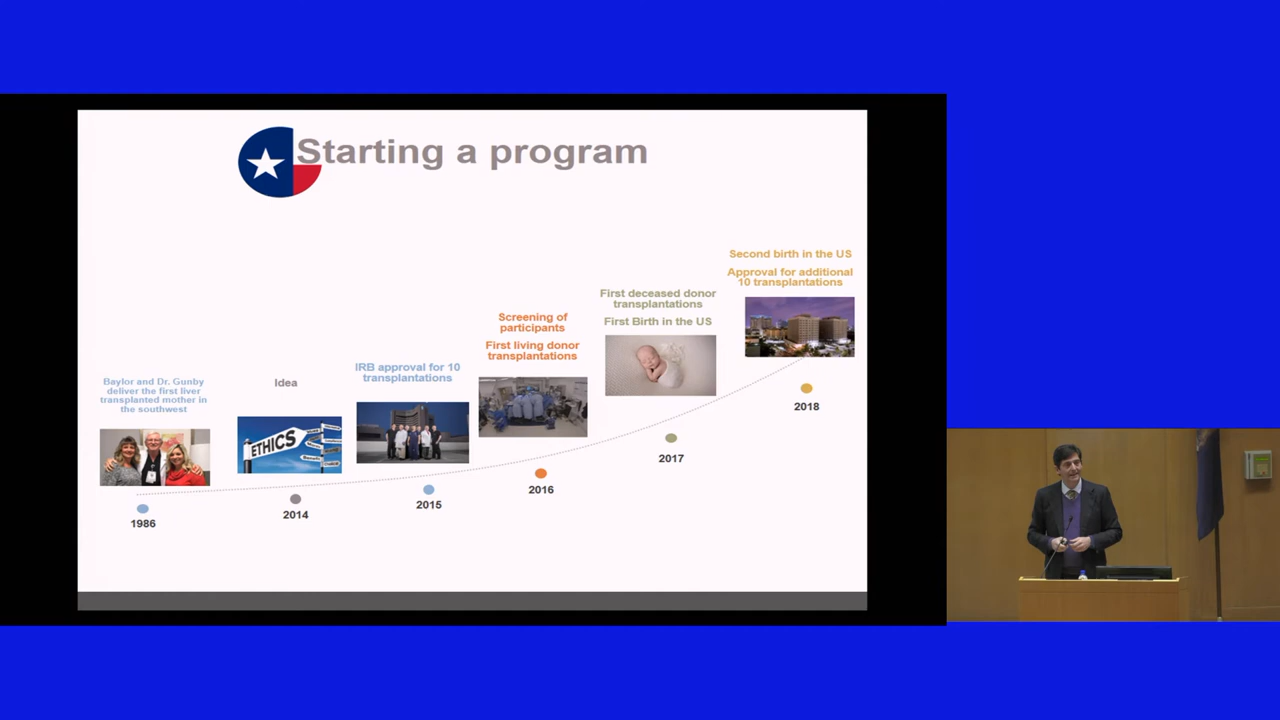 Starting a program
Second birth in the US
Approval for additional
10 transplantations
First deceased donor
transplantations
First Birth in the US
Screening of
participants
First living donor
transplantations
IRB approval for 10
transplantations
Idea
Baylor and Dr. Gunby
deliver the first liver
transplanted mother in
the southwest
ETHICS
1986
2014
2015
2016
2017
2018